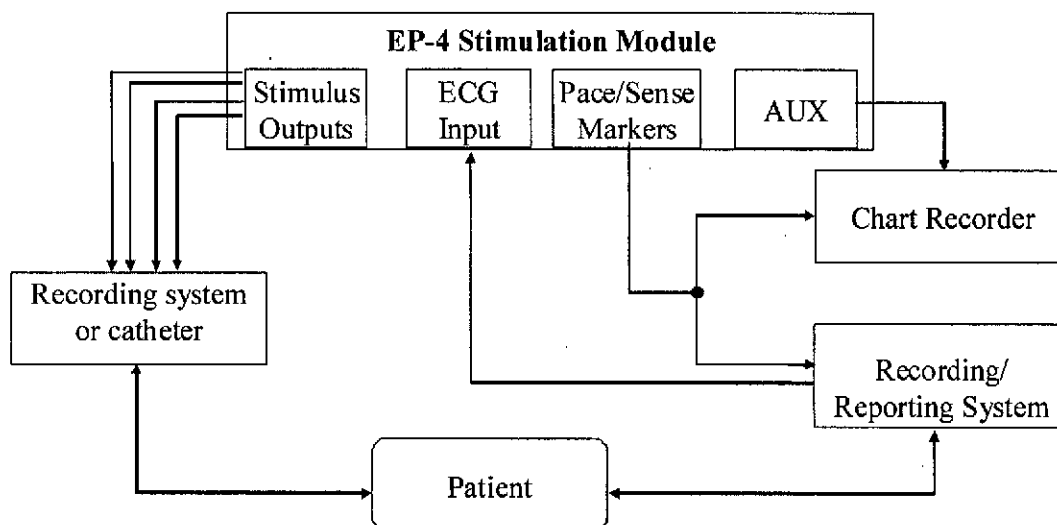 EP-4 Stimulation Module
Stimulus
Outputs
ECG
Input
Pace/Sense
Markers
AUX
Chart Recorder
Recording system
or catheter
Recording/
Reporting System
Patient